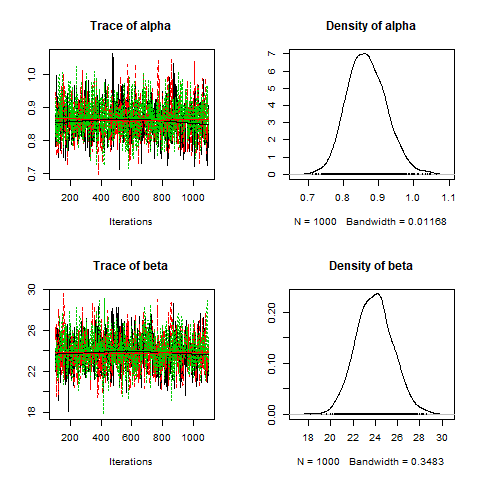 Trace of alpha
0.7 0.8 0.9 1.0
200 400 600 800 1000
Iterations
Density of alpha
0 1 2 3 4 5 6 7
0.7 0.8 0.9 1.0 1.1
N = 1000 Bandwidth = 0.01168
Trace of beta
18 22 26 30
200 400 600 800 1000
Iterations
Density of beta
0.00 0.10 0.20
18 20 22 24 26 28 30
N = 1000 Bandwidth = 0.3483